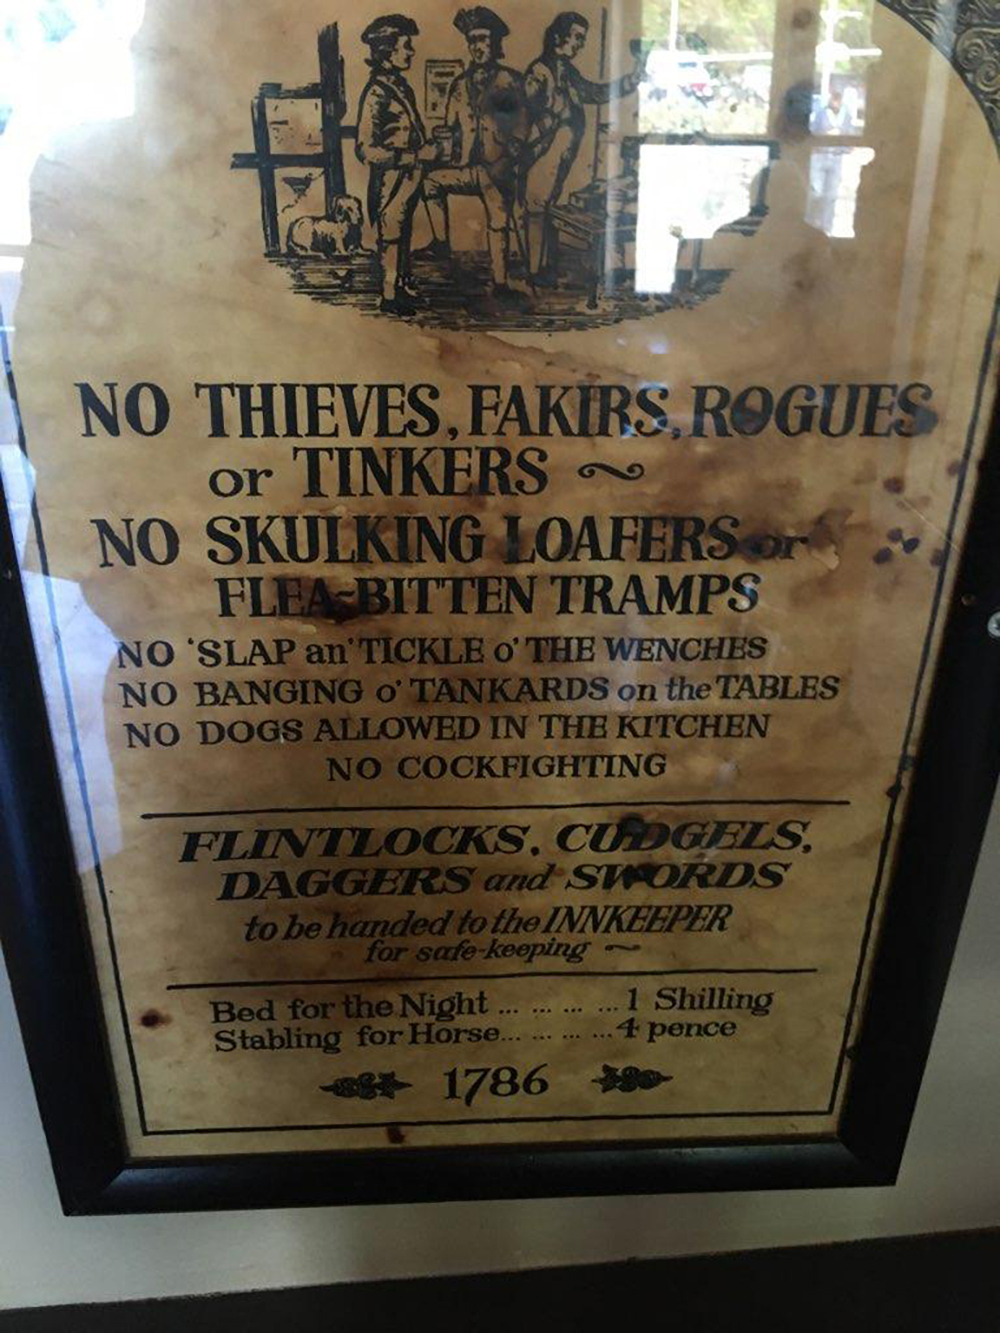 NO THIEVES, FAKIRS, ROGUES
or TINKERS ~
NO SKULKING LOAFERS or
FLEA-BITTEN TRAMPS
NO 'SLAP an' TICKLE o' THE WENCHES
NO BANGING o' TANKARDS on the TABLES
NO DOGS ALLOWED IN THE KITCHEN
NO COCKFIGHTING
FLINTLOCKS, CUDGELS,
DAGGERS and SWORDS
to be handed to the INNKEEPER
for safe-keeping ~
Bed for the Night ... ... ... ...1 Shilling
Stabling for Horse... ... ... ...4 pence
1786